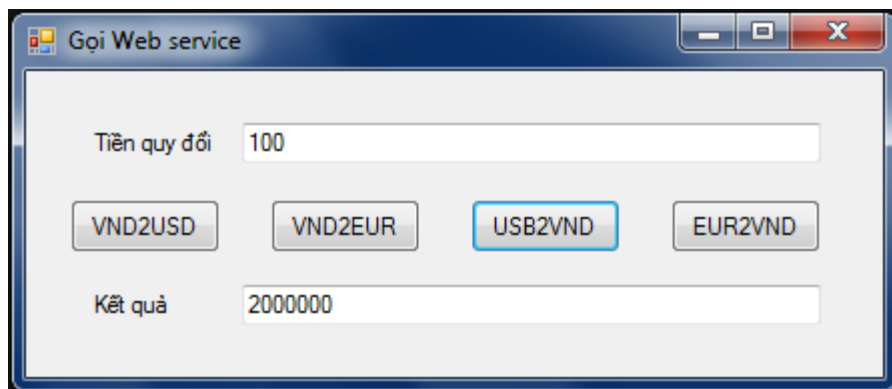 Gọi Web service
Tiền quy đổi 100
VND2USD VND2EUR USB2VND EUR2VND
Kết quả 2000000